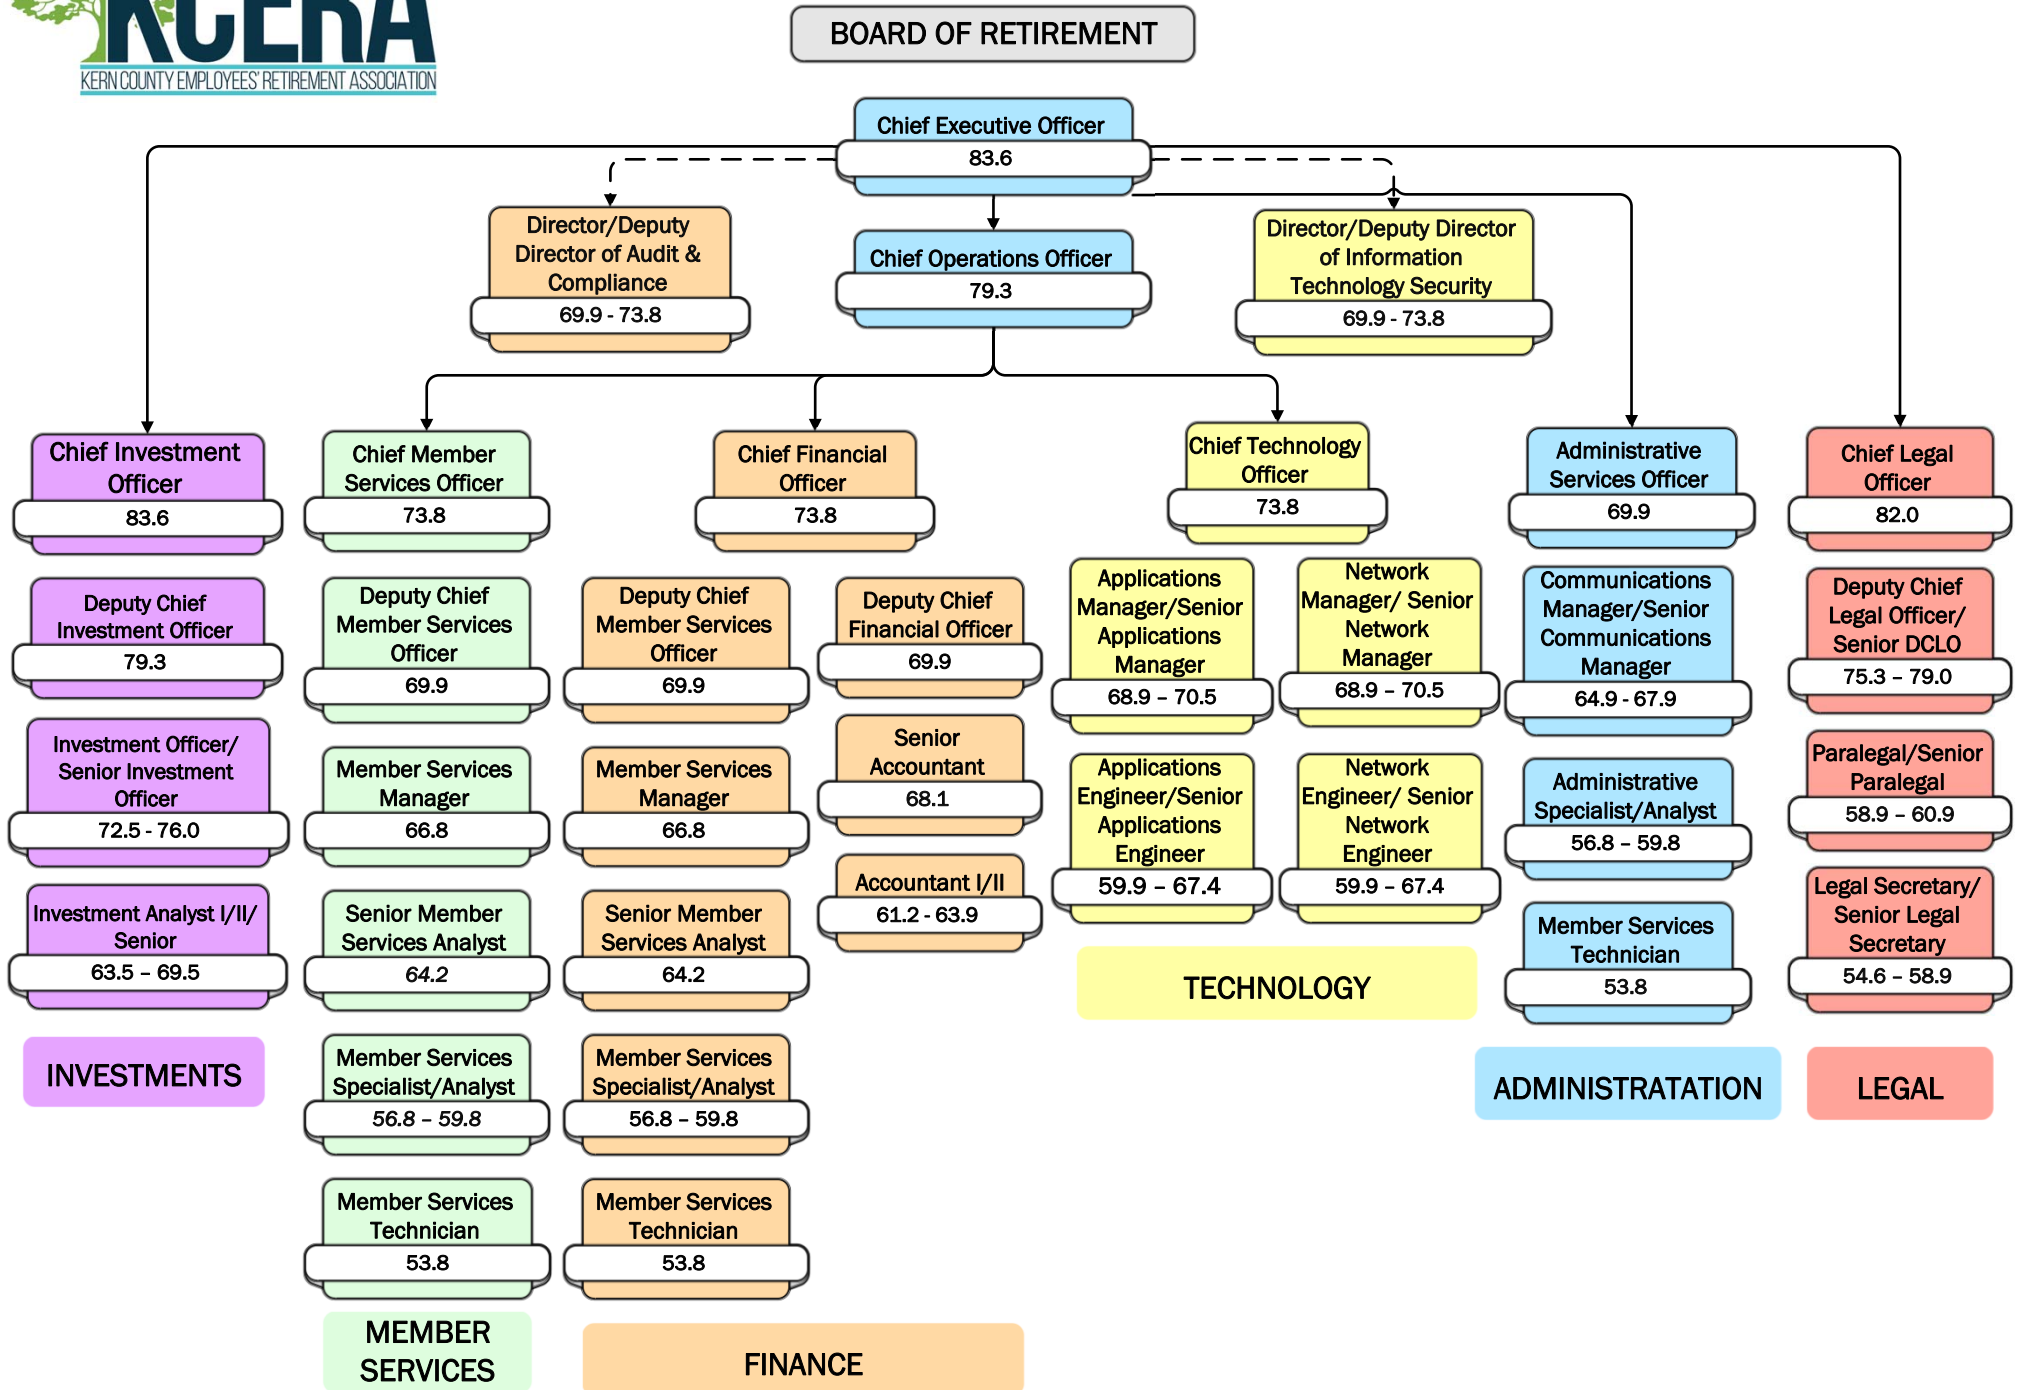 KCERA
KERN COUNTY EMPLOYEES' RETIREMENT ASSOCIATION
BOARD OF RETIREMENT
Chief Executive Officer
83.6
Director/Deputy
Director of Audit &
Compliance
69.9 - 73.8
Chief Operations Officer
79.3
Director/Deputy Director
of Information
Technology Security
69.9 - 73.8
Chief Investment
Officer
83.6
Deputy Chief
Investment Officer
79.3
Investment Officer/
Senior Investment
Officer
72.5 - 76.0
Investment Analyst I/II/
Senior
63.5 – 69.5
INVESTMENTS
Chief Member
Services Officer
73.8
Deputy Chief
Member Services
Officer
69.9
Member Services
Manager
66.8
Senior Member
Services Analyst
64.2
Member Services
Specialist/Analyst
56.8 – 59.8
Member Services
Technician
53.8
MEMBER
SERVICES
Chief Financial
Officer
73.8
Deputy Chief
Member Services
Officer
69.9
Member Services
Manager
66.8
Senior Member
Services Analyst
64.2
Member Services
Specialist/Analyst
56.8 – 59.8
Member Services
Technician
53.8
Deputy Chief
Financial Officer
69.9
Senior
Accountant
68.1
Accountant I/II
61.2 - 63.9
FINANCE
Chief Technology
Officer
73.8
Applications
Manager/Senior
Applications
Manager
68.9 – 70.5
Applications
Engineer/Senior
Applications
Engineer
59.9 – 67.4
Network
Manager/ Senior
Network
Manager
68.9 – 70.5
Network
Engineer/ Senior
Network
Engineer
59.9 – 67.4
TECHNOLOGY
Administrative
Services Officer
69.9
Communications
Manager/Senior
Communications
Manager
64.9 - 67.9
Administrative
Specialist/Analyst
56.8 – 59.8
Member Services
Technician
53.8
ADMINISTRATATION
Chief Legal
Officer
82.0
Deputy Chief
Legal Officer/
Senior DCLO
75.3 – 79.0
Paralegal/Senior
Paralegal
58.9 – 60.9
Legal Secretary/
Senior Legal
Secretary
54.6 – 58.9
LEGAL